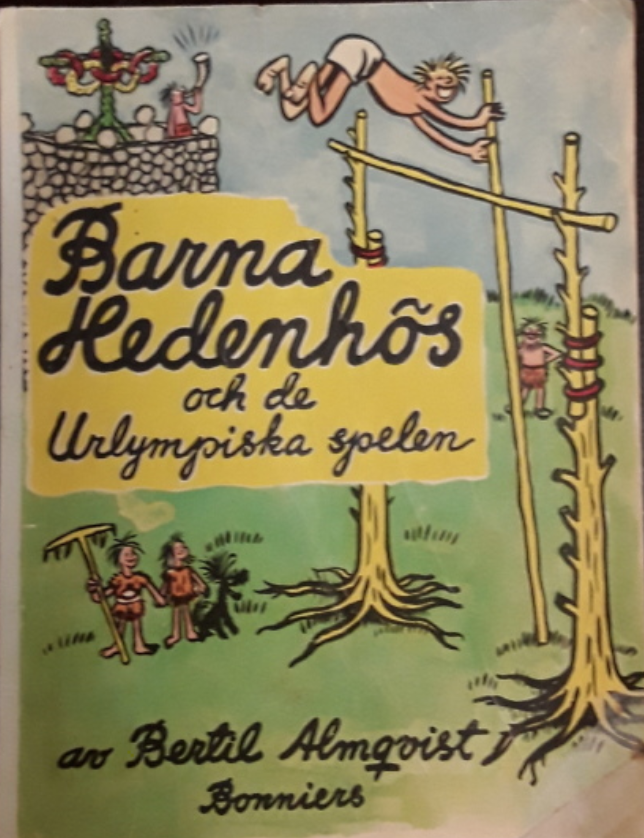 Barna
Hedenhös
och de
Urlympiska spelen
av Bertil Almqvist
Bonniers